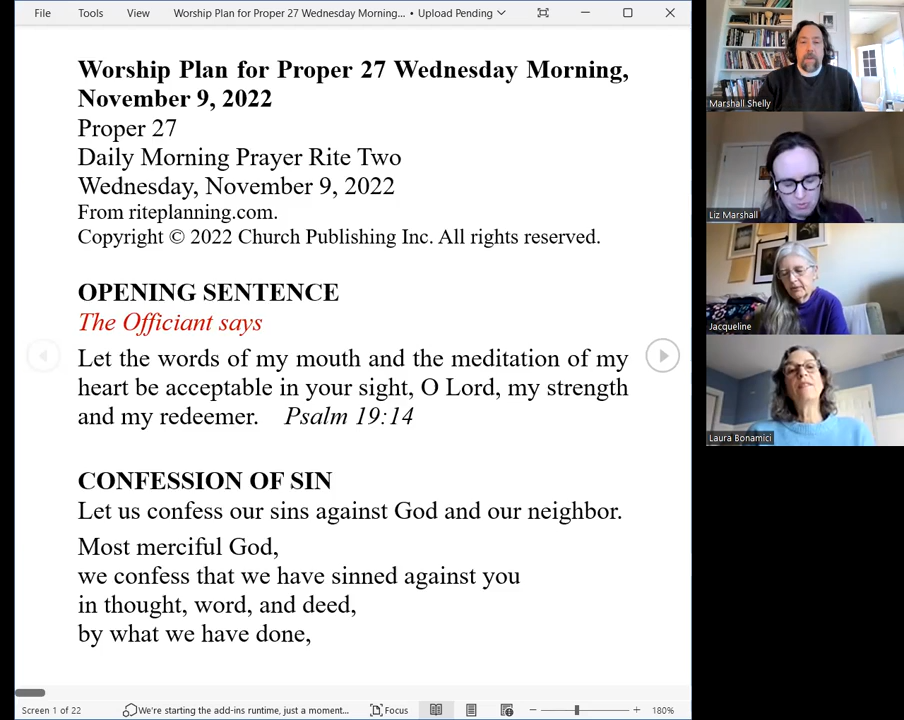 File Tools View Worship Plan for Proper 27 Wednesday Morning... • Upload Pending
Worship Plan for Proper 27 Wednesday Morning,
November 9, 2022
Proper 27
Daily Morning Prayer Rite Two
Wednesday, November 9, 2022
From riteplanning.com.
Copyright © 2022 Church Publishing Inc. All rights reserved.
OPENING SENTENCE
The Officiant says
Let the words of my mouth and the meditation of my
heart be acceptable in your sight, O Lord, my strength
and my redeemer. Psalm 19:14
CONFESSION OF SIN
Let us confess our sins against God and our neighbor.
Most merciful God,
we confess that we have sinned against you
in thought, word, and deed,
by what we have done,
Screen 1 of 22 We're starting the add-ins runtime, just a moment... Focus 180%
Marshall Shelly
Liz Marshall
Jacqueline
Laura Bonamici